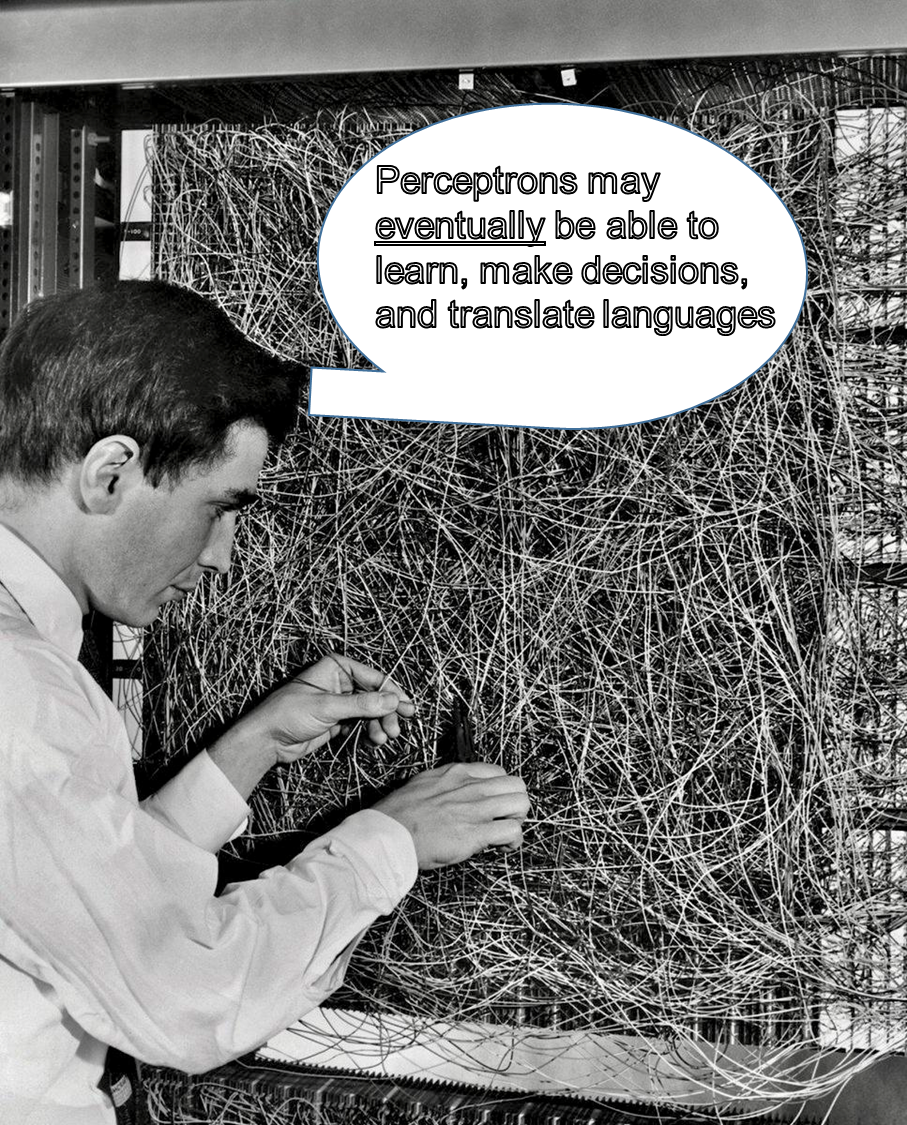 Perceptrons may
eventually be able to
learn, make decisions,
and translate languages